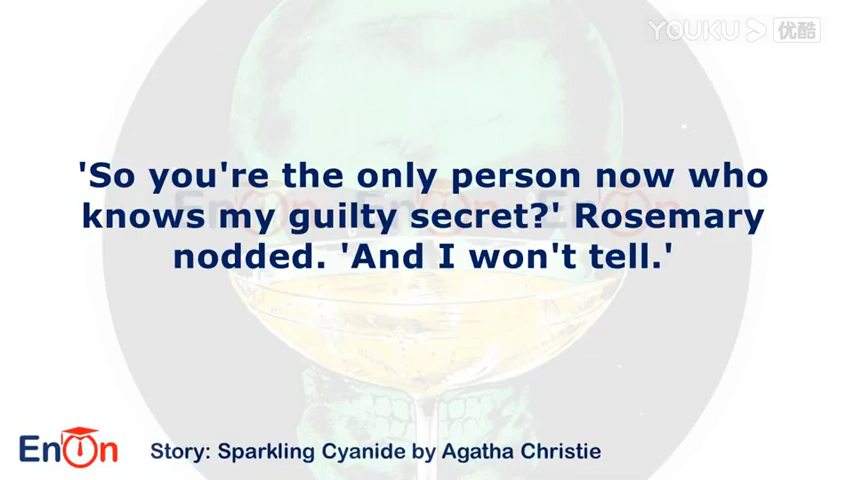 YOUKU 优酷
'So you're the only person now who
knows my guilty secret?' Rosemary
nodded. 'And I won't tell.'
EnOn
Story: Sparkling Cyanide by Agatha Christie